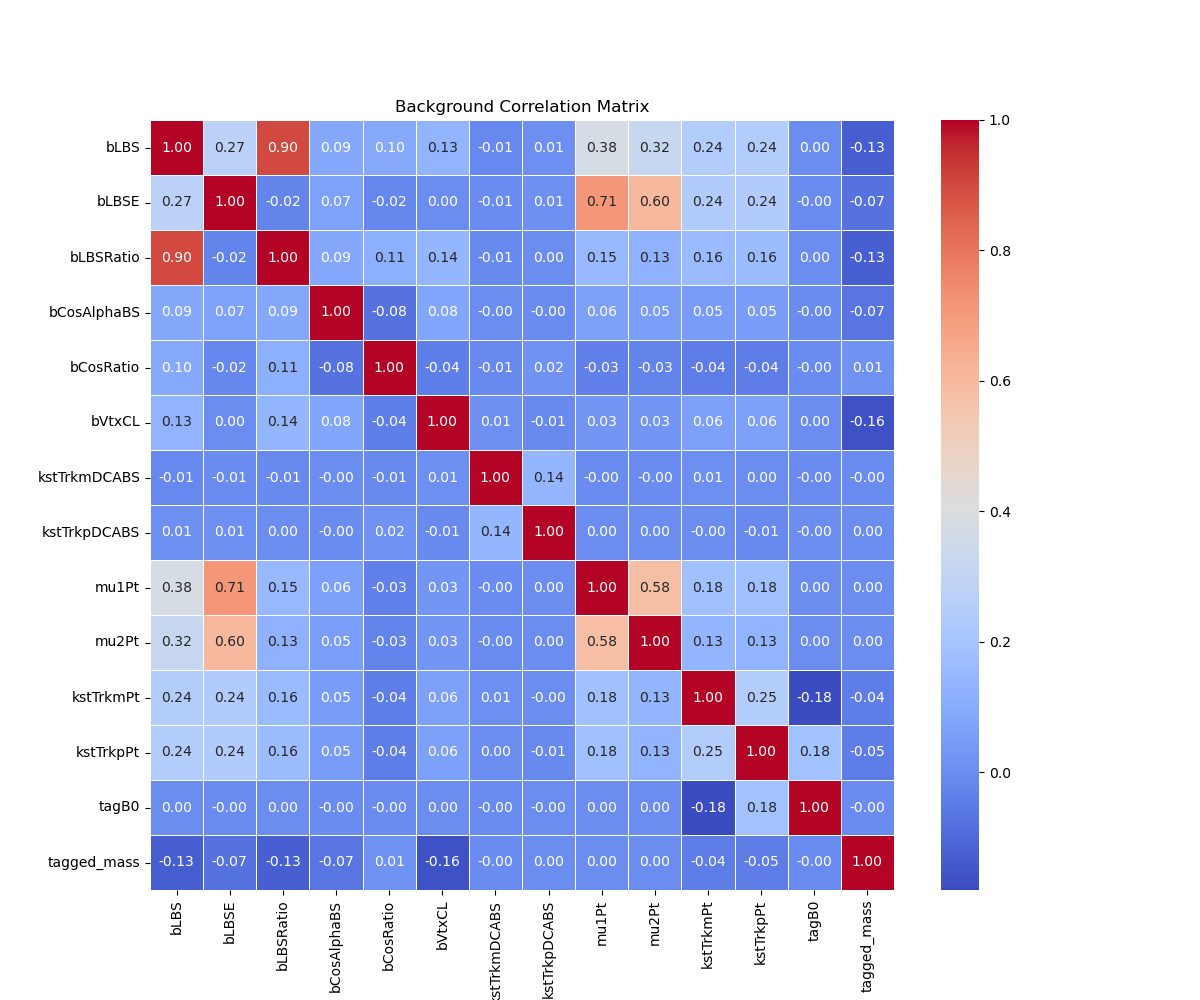 Background Correlation Matrix
bLBS 1.00 0.27 0.90 0.09 0.10 0.13 -0.01 0.01 0.38 0.32 0.24 0.24 0.00 -0.13
bLBSE 0.27 1.00 -0.02 0.07 -0.02 0.00 -0.01 0.01 0.71 0.60 0.24 0.24 -0.00 -0.07
bLBSRatio 0.90 -0.02 1.00 0.09 0.11 0.14 -0.01 0.00 0.15 0.13 0.16 0.16 0.00 -0.13
bCosAlphaBS 0.09 0.07 0.09 1.00 -0.08 0.08 -0.00 -0.00 0.06 0.05 0.05 0.05 -0.00 -0.07
bCosRatio 0.10 -0.02 0.11 -0.08 1.00 -0.04 -0.01 0.02 -0.03 -0.03 -0.04 -0.04 -0.00 0.01
bVtxCL 0.13 0.00 0.14 0.08 -0.04 1.00 0.01 -0.01 0.03 0.03 0.06 0.06 0.00 -0.16
kstTrkmDCABS -0.01 -0.01 -0.01 -0.00 -0.01 0.01 1.00 0.14 -0.00 -0.00 0.01 0.00 -0.00 -0.00
kstTrkpDCABS 0.01 0.01 0.00 -0.00 0.02 -0.01 0.14 1.00 0.00 0.00 -0.00 -0.01 -0.00 0.00
mu1Pt 0.38 0.71 0.15 0.06 -0.03 0.03 -0.00 0.00 1.00 0.58 0.18 0.18 0.00 0.00
mu2Pt 0.32 0.60 0.13 0.05 -0.03 0.03 -0.00 0.00 0.58 1.00 0.13 0.13 0.00 0.00
kstTrkmPt 0.24 0.24 0.16 0.05 -0.04 0.06 0.01 -0.00 0.18 0.13 1.00 0.25 -0.18 -0.04
kstTrkpPt 0.24 0.24 0.16 0.05 -0.04 0.06 0.00 -0.01 0.18 0.13 0.25 1.00 0.18 -0.05
tagB0 0.00 -0.00 0.00 -0.00 -0.00 0.00 -0.00 -0.00 0.00 0.00 -0.18 0.18 1.00 -0.00
tagged_mass -0.13 -0.07 -0.13 -0.07 0.01 -0.16 -0.00 0.00 0.00 0.00 -0.04 -0.05 -0.00 1.00
bLBS
bLBSE
bLBSRatio
bCosAlphaBS
bCosRatio
bVtxCL
stTrkmDCABS
kstTrkpDCABS
mu1Pt
mu2Pt
kstTrkmPt
kstTrkpPt
tagB0
tagged_mass
1.0
0.8
0.6
0.4
0.2
0.0